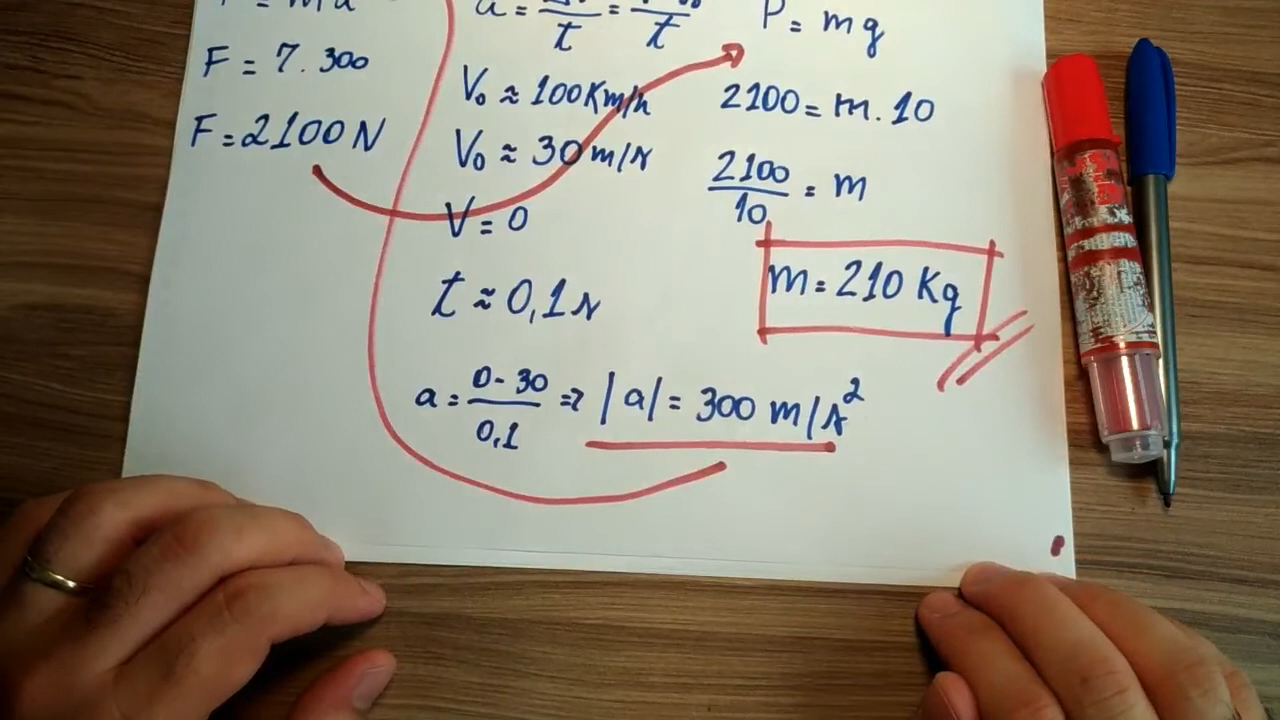 F = 7.300
F = 2100 N
V₀ ≈ 100 Km/h
V₀ ≈ 30 m/s
V = 0
t ≈ 0,1 s
a = 0-30/0,1 => |a| = 300 m/s²
P = mg
2100 = m.10
2100/10 = m
m = 210 Kg